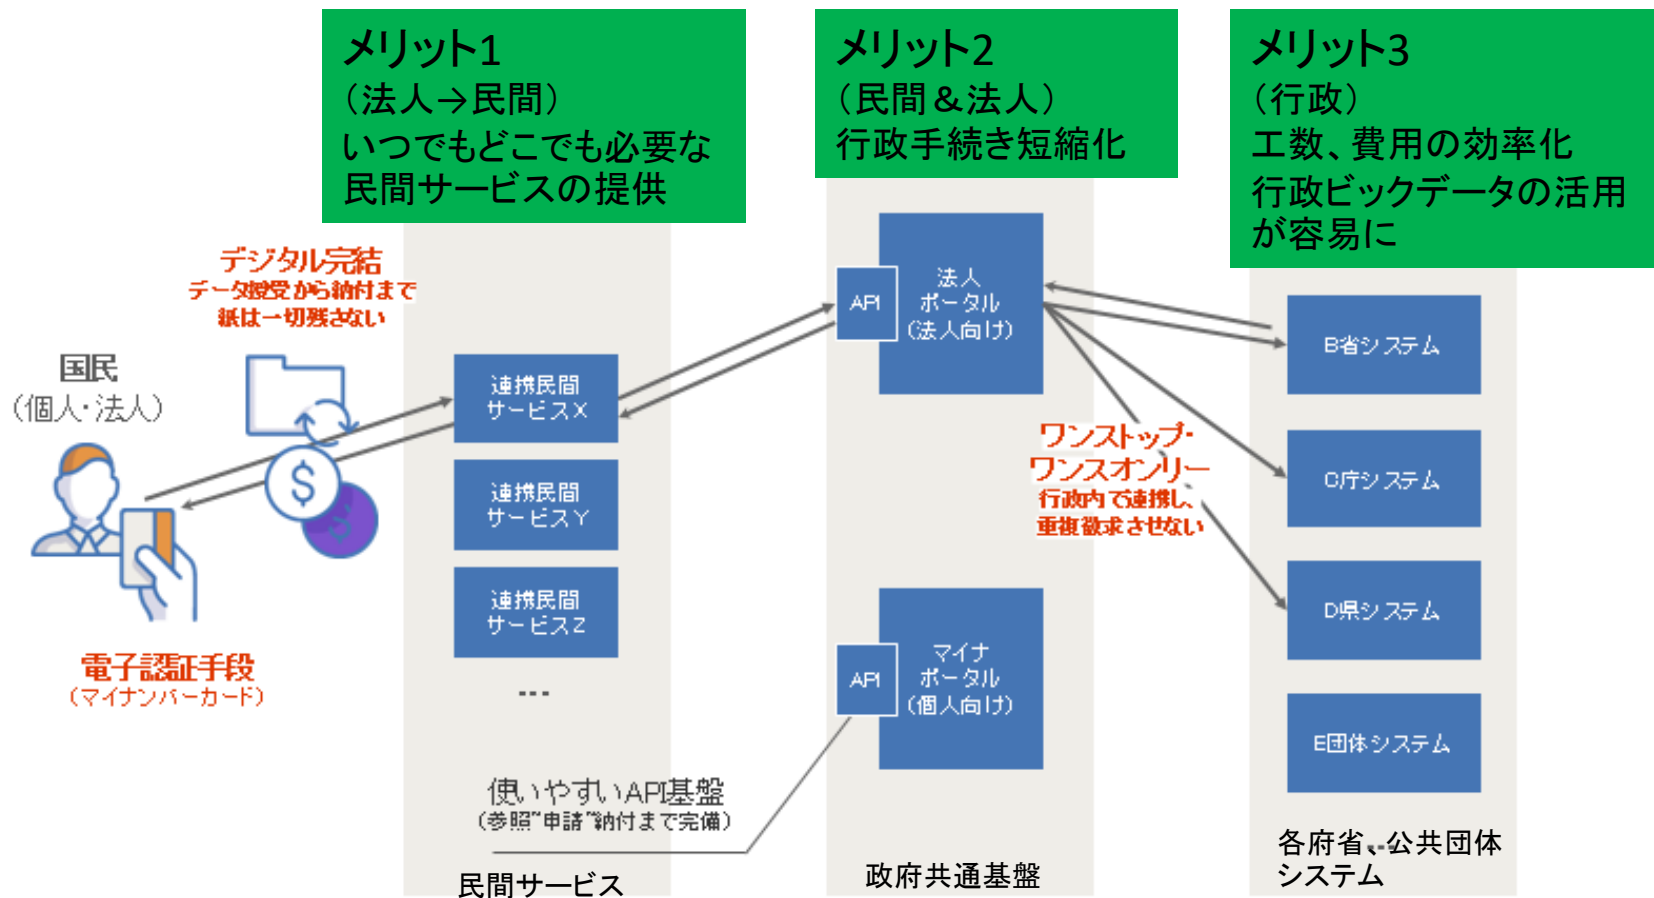 メリット1
（法人→民間）
いつでもどこでも必要な
民間サービスの提供
メリット2
（民間＆法人）
行政手続き短縮化
メリット3
（行政）
工数、費用の効率化
行政ビックデータの活用
が容易に
デジタル完結
データ授受から納付まで
紙は一切残さない
国民
（個人・法人）
電子認証手段
（マイナンバーカード）
連携民間
サービスX
連携民間
サービスY
連携民間
サービスZ
...
使いやすいAPI基盤
（参照~申請~納付まで完備）
民間サービス
API
法人
ポータル
（法人向け）
ワンストップ・
ワンスオンリー
行政内で連携し、
重複徴求させない
API
マイナ
ポータル
（個人向け）
政府共通基盤
B省システム
C庁システム
D県システム
E団体システム
...
各府省、公共団体
システム